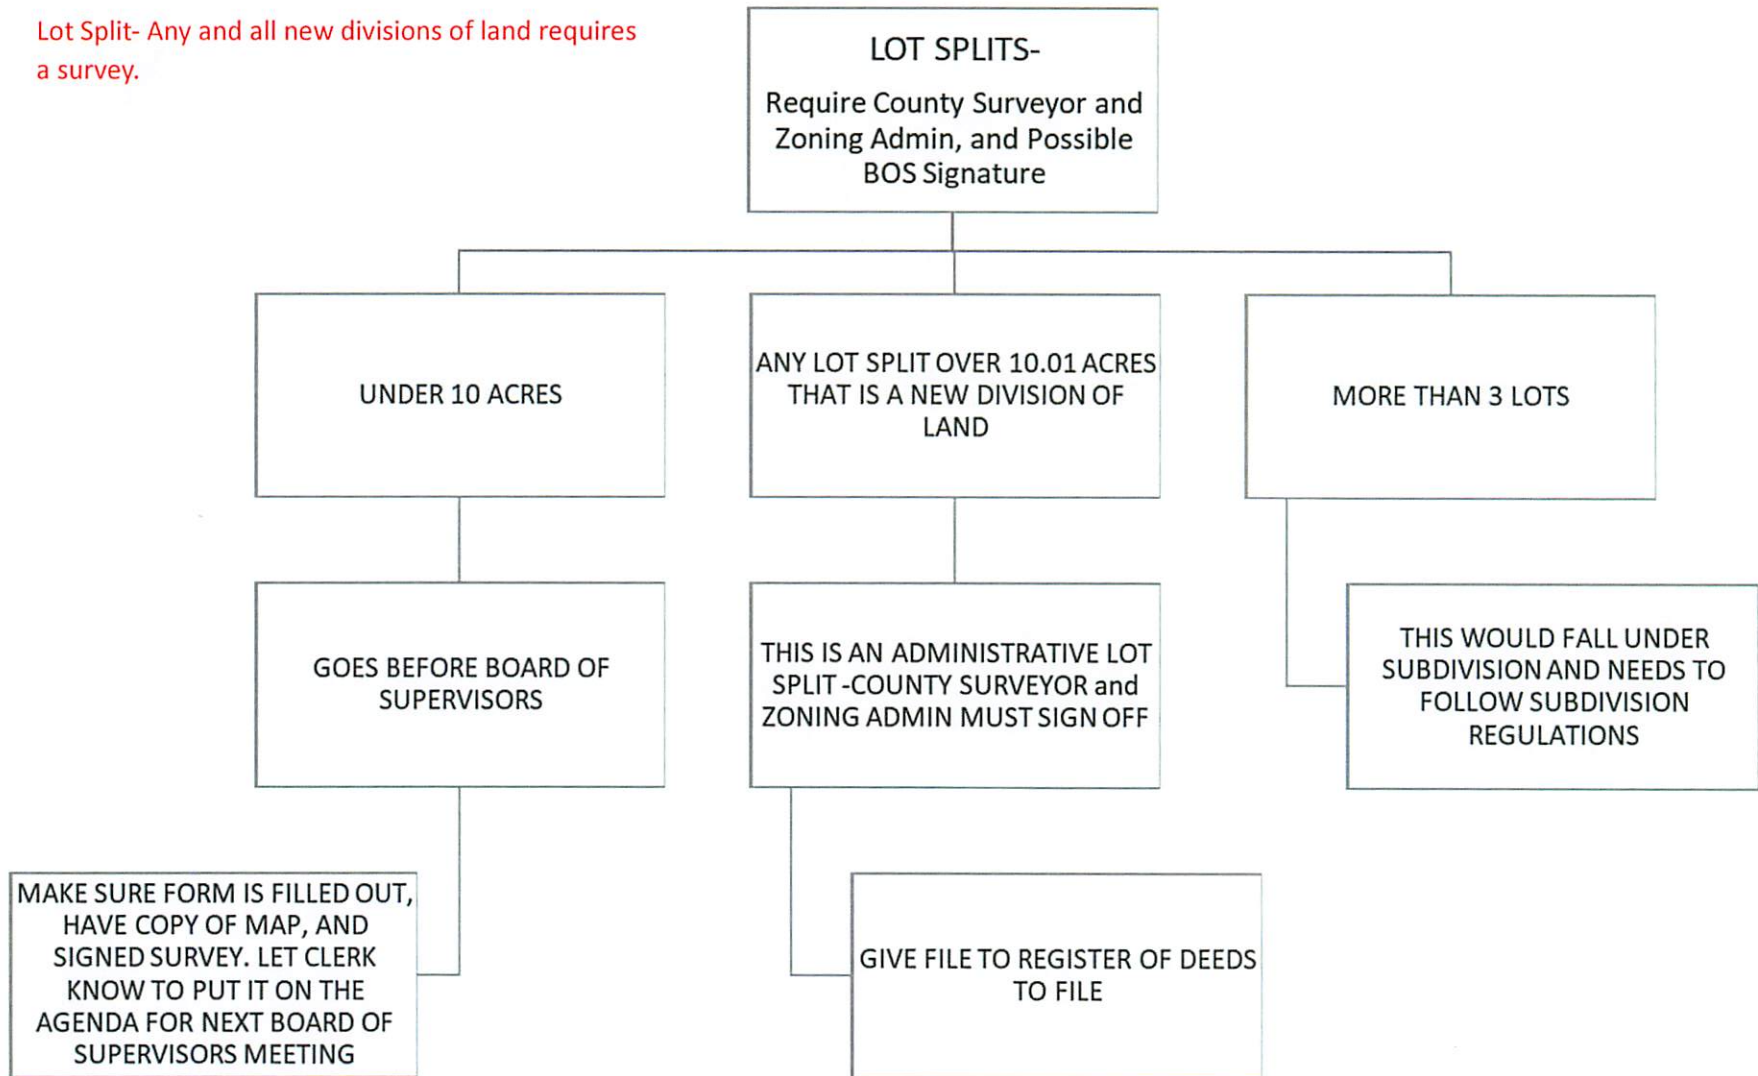 Lot Split- Any and all new divisions of land requires
a survey.
LOT SPLITS-
Require County Surveyor and
Zoning Admin, and Possible
BOS Signature
UNDER 10 ACRES
ANY LOT SPLIT OVER 10.01 ACRES
THAT IS A NEW DIVISION OF
LAND
MORE THAN 3 LOTS
GOES BEFORE BOARD OF
SUPERVISORS
THIS IS AN ADMINISTRATIVE LOT
SPLIT -COUNTY SURVEYOR and
ZONING ADMIN MUST SIGN OFF
THIS WOULD FALL UNDER
SUBDIVISION AND NEEDS TO
FOLLOW SUBDIVISION
REGULATIONS
MAKE SURE FORM IS FILLED OUT,
HAVE COPY OF MAP, AND
SIGNED SURVEY. LET CLERK
KNOW TO PUT IT ON THE
AGENDA FOR NEXT BOARD OF
SUPERVISORS MEETING
GIVE FILE TO REGISTER OF DEEDS
TO FILE